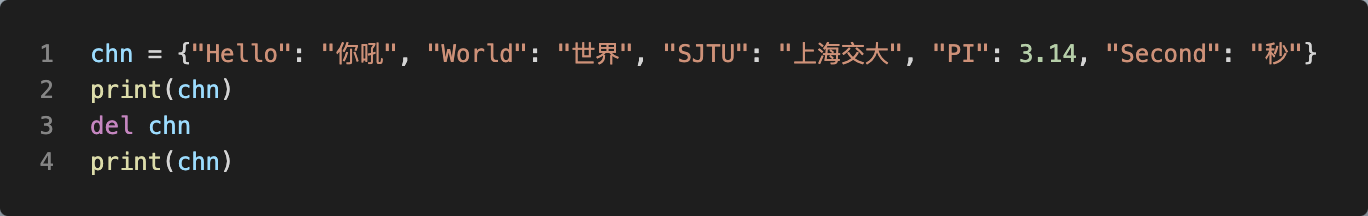 1 chn = {"Hello": "你吼", "World": "世界", "SJTU": "上海交大", "PI": 3.14, "Second": "秒"}
2 print(chn)
3 del chn
4 print(chn)